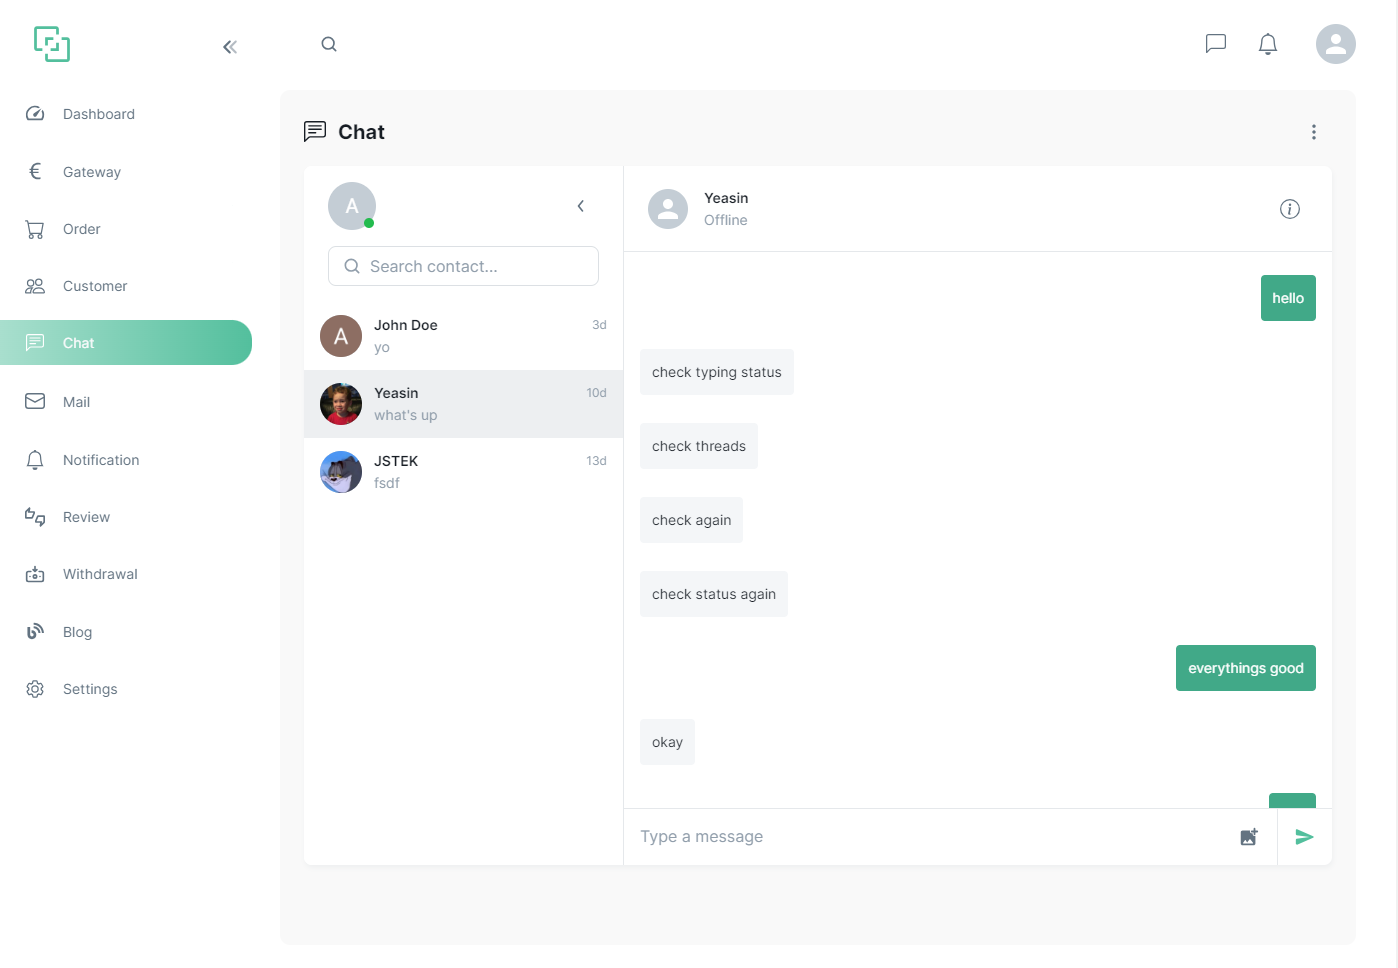 Dashboard
Gateway
Order
Customer
Chat
Mail
Notification
Review
Withdrawal
Blog
Settings
Chat
A
Search contact...
A
John Doe
3d
yo
Yeasin
10d
what's up
JSTEK
13d
fsdf
Yeasin
Offline
hello
check typing status
check threads
check again
check status again
everythings good
okay
Type a message